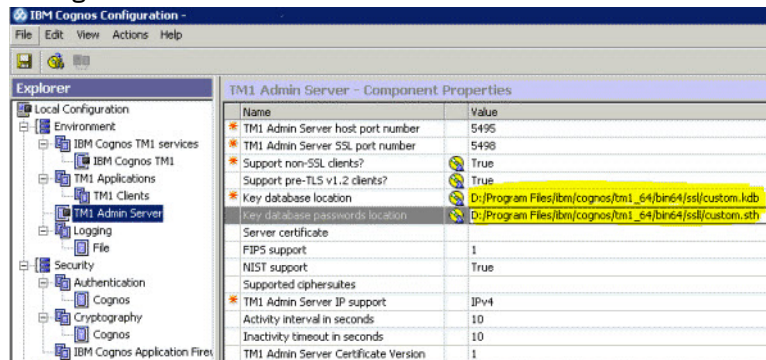 IBM Cognos Configuration -
File Edit View Actions Help
Explorer
TM1 Admin Server - Component Properties
Local Configuration
Name Value
Environment
* TM1 Admin Server host port number 5495
IBM Cognos TM1 services
* TM1 Admin Server SSL port number 5498
IBM Cognos TM1
* Support non-SSL clients? True
TM1 Applications
Support pre-TLS v1.2 clients? True
TM1 Clients
* Key database location D:/Program Files/ibm/cognos/tm1_64/bin64/ssl/custom.kdb
TM1 Admin Server
Key database passwords location D:/Program Files/ibm/cognos/tm1_64/bin64/ssll/custom.sth
Logging
Server certificate
File
FIPS support 1
Security
NIST support True
Authentication
Supported ciphersuites
Cognos
* TM1 Admin Server IP support IPv4
Cryptography
Activity interval in seconds 10
Cognos
Inactivity timeout in seconds 10
IBM Cognos Application Firew
TM1 Admin Server Certificate Version 1